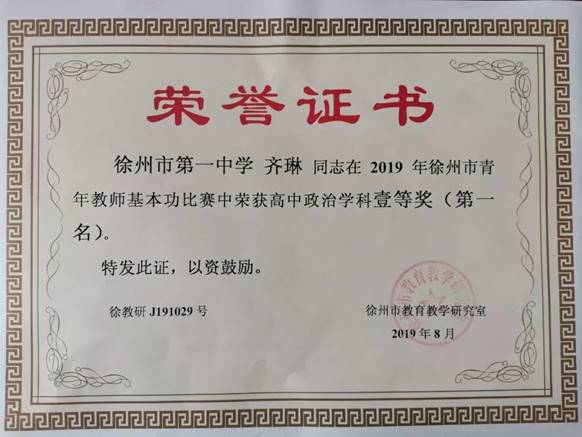 荣誉证书
徐州市第一中学 齐琳 同志在 2019 年徐州市青
年教师基本功比赛中荣获高中政治学科壹等奖（第一
名）。
特发此证，以资鼓励。
徐教研 J191029 号
徐州市教育教学研究室
2019 年 8 月